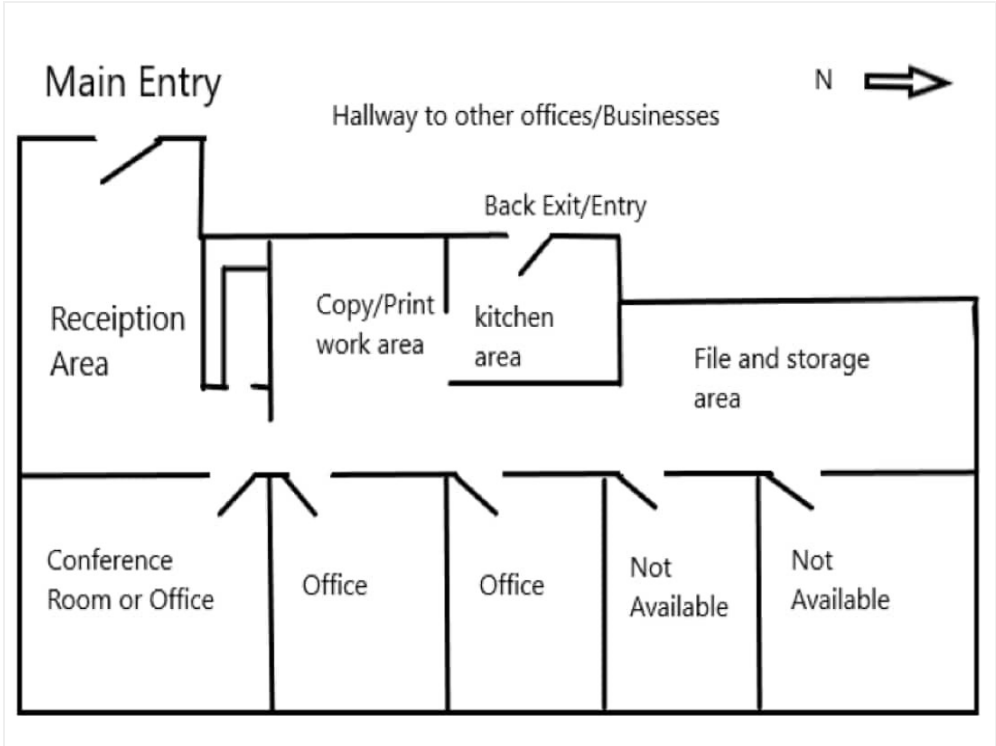 Main Entry
N
Hallway to other offices/Businesses
Back Exit/Entry
Receiption
Area
Copy/Print
work area
kitchen
area
File and storage
area
Conference
Room or Office
Office
Office
Not
Available
Not
Available